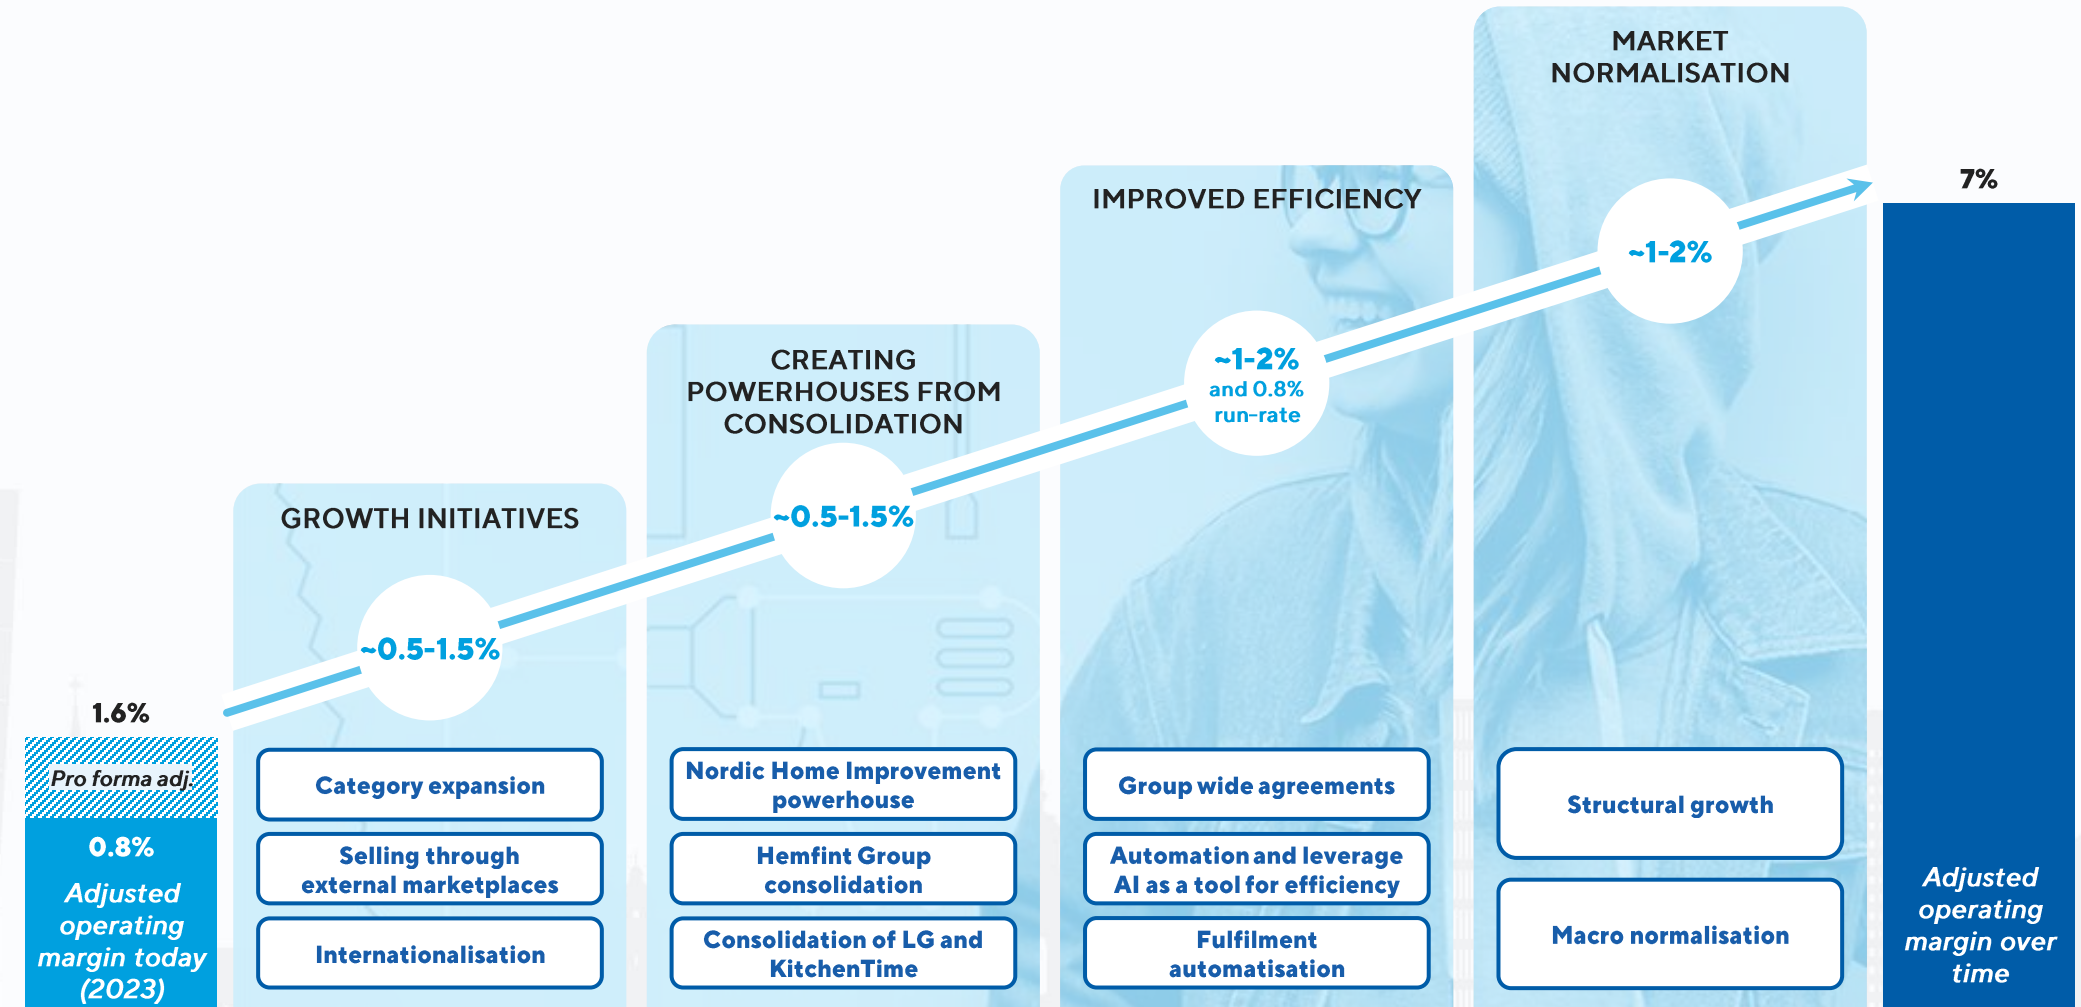 1.6%
Pro forma adj.
0.8%
Adjusted
operating
margin today
(2023)
GROWTH INITIATIVES
~0.5-1.5%
Category expansion
Selling through
external marketplaces
Internationalisation
CREATING
POWERHOUSES FROM
CONSOLIDATION
~0.5-1.5%
Nordic Home Improvement
powerhouse
Hemfint Group
consolidation
Consolidation of LG and
KitchenTime
IMPROVED EFFICIENCY
~1-2%
and 0.8%
run-rate
Group wide agreements
Automation and leverage
AI as a tool for efficiency
Fulfilment
automatisation
MARKET
NORMALISATION
~1-2%
Structural growth
Macro normalisation
7%
Adjusted
operating
margin over
time